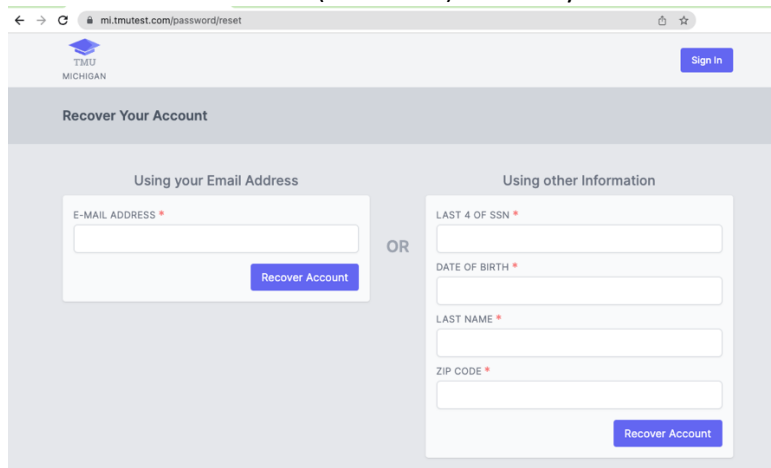 mi.tmutest.com/password/reset
TMU
MICHIGAN
Sign In
Recover Your Account
Using your Email Address
E-MAIL ADDRESS *
Recover Account
OR
Using other Information
LAST 4 OF SSN *
DATE OF BIRTH *
LAST NAME *
ZIP CODE *
Recover Account